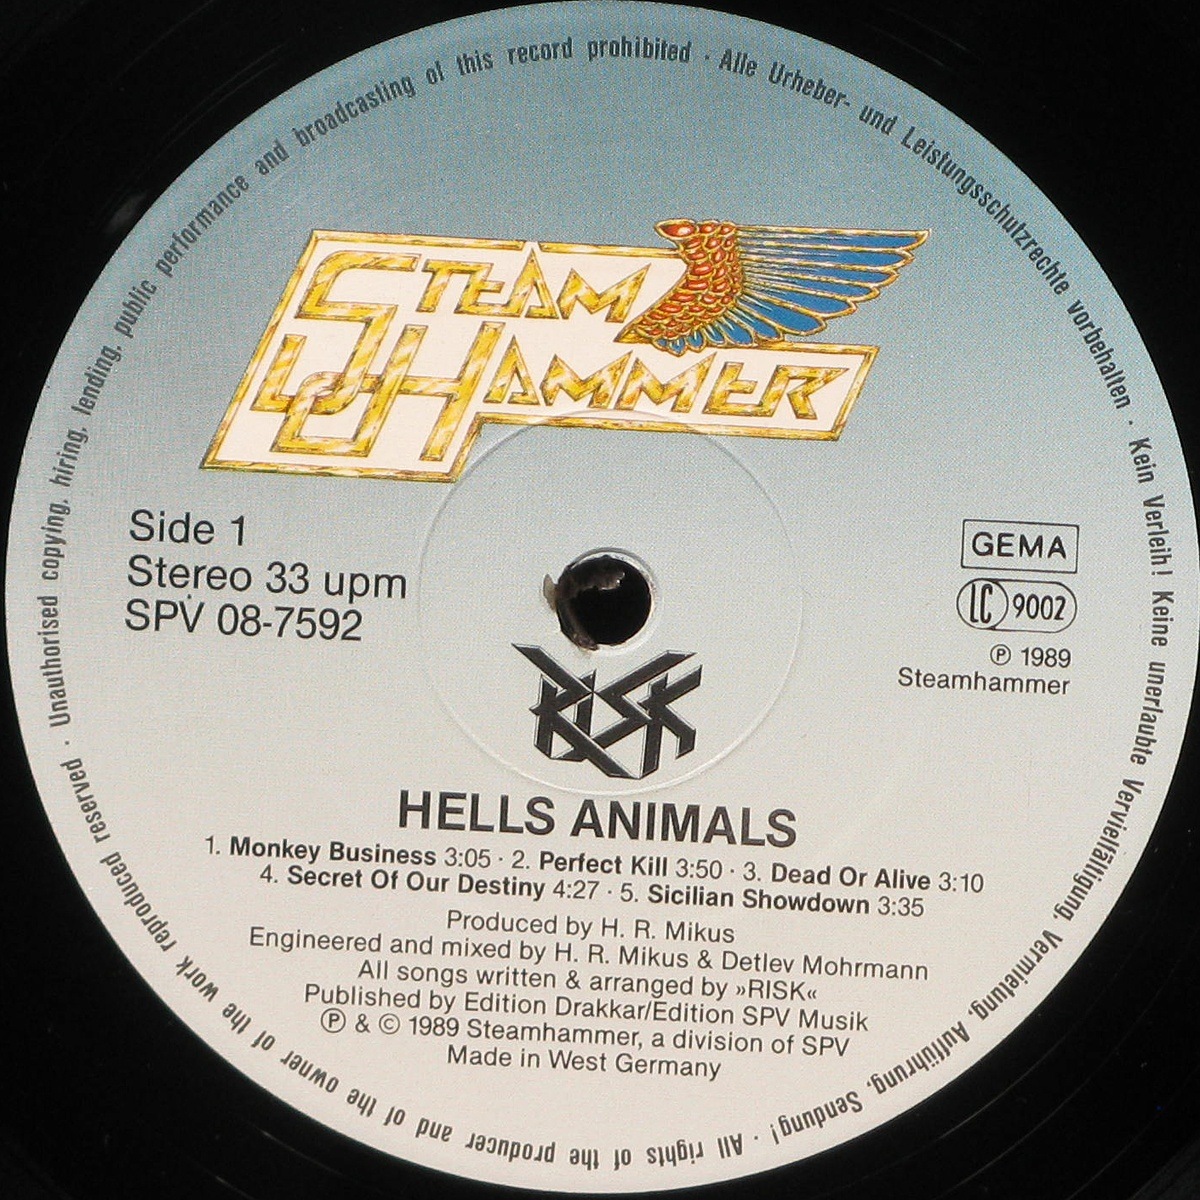 All rights of the producer and of the owner of the work reproduced reserved · Unauthorised copying, hiring, lending, public performance and broadcasting of this record prohibited · Alle Urheber- und Leistungsschutzrechte vorbehalten · Kein Verleih! Keine unerlaubte Vervielfältigung, Vermietung, Aufführung, Sendung! ·
STEAM
HAMMER
Side 1
Stereo 33 upm
SPV 08-7592
GEMA
LC 9002
℗ 1989
Steamhammer
RISK
HELLS ANIMALS
1. Monkey Business 3:05 · 2. Perfect Kill 3:50 · 3. Dead Or Alive 3:10
4. Secret Of Our Destiny 4:27 · 5. Sicilian Showdown 3:35
Produced by H. R. Mikus
Engineered and mixed by H. R. Mikus & Detlev Mohrmann
All songs written & arranged by »RISK«
Published by Edition Drakkar/Edition SPV Musik
℗ & © 1989 Steamhammer, a division of SPV
Made in West Germany